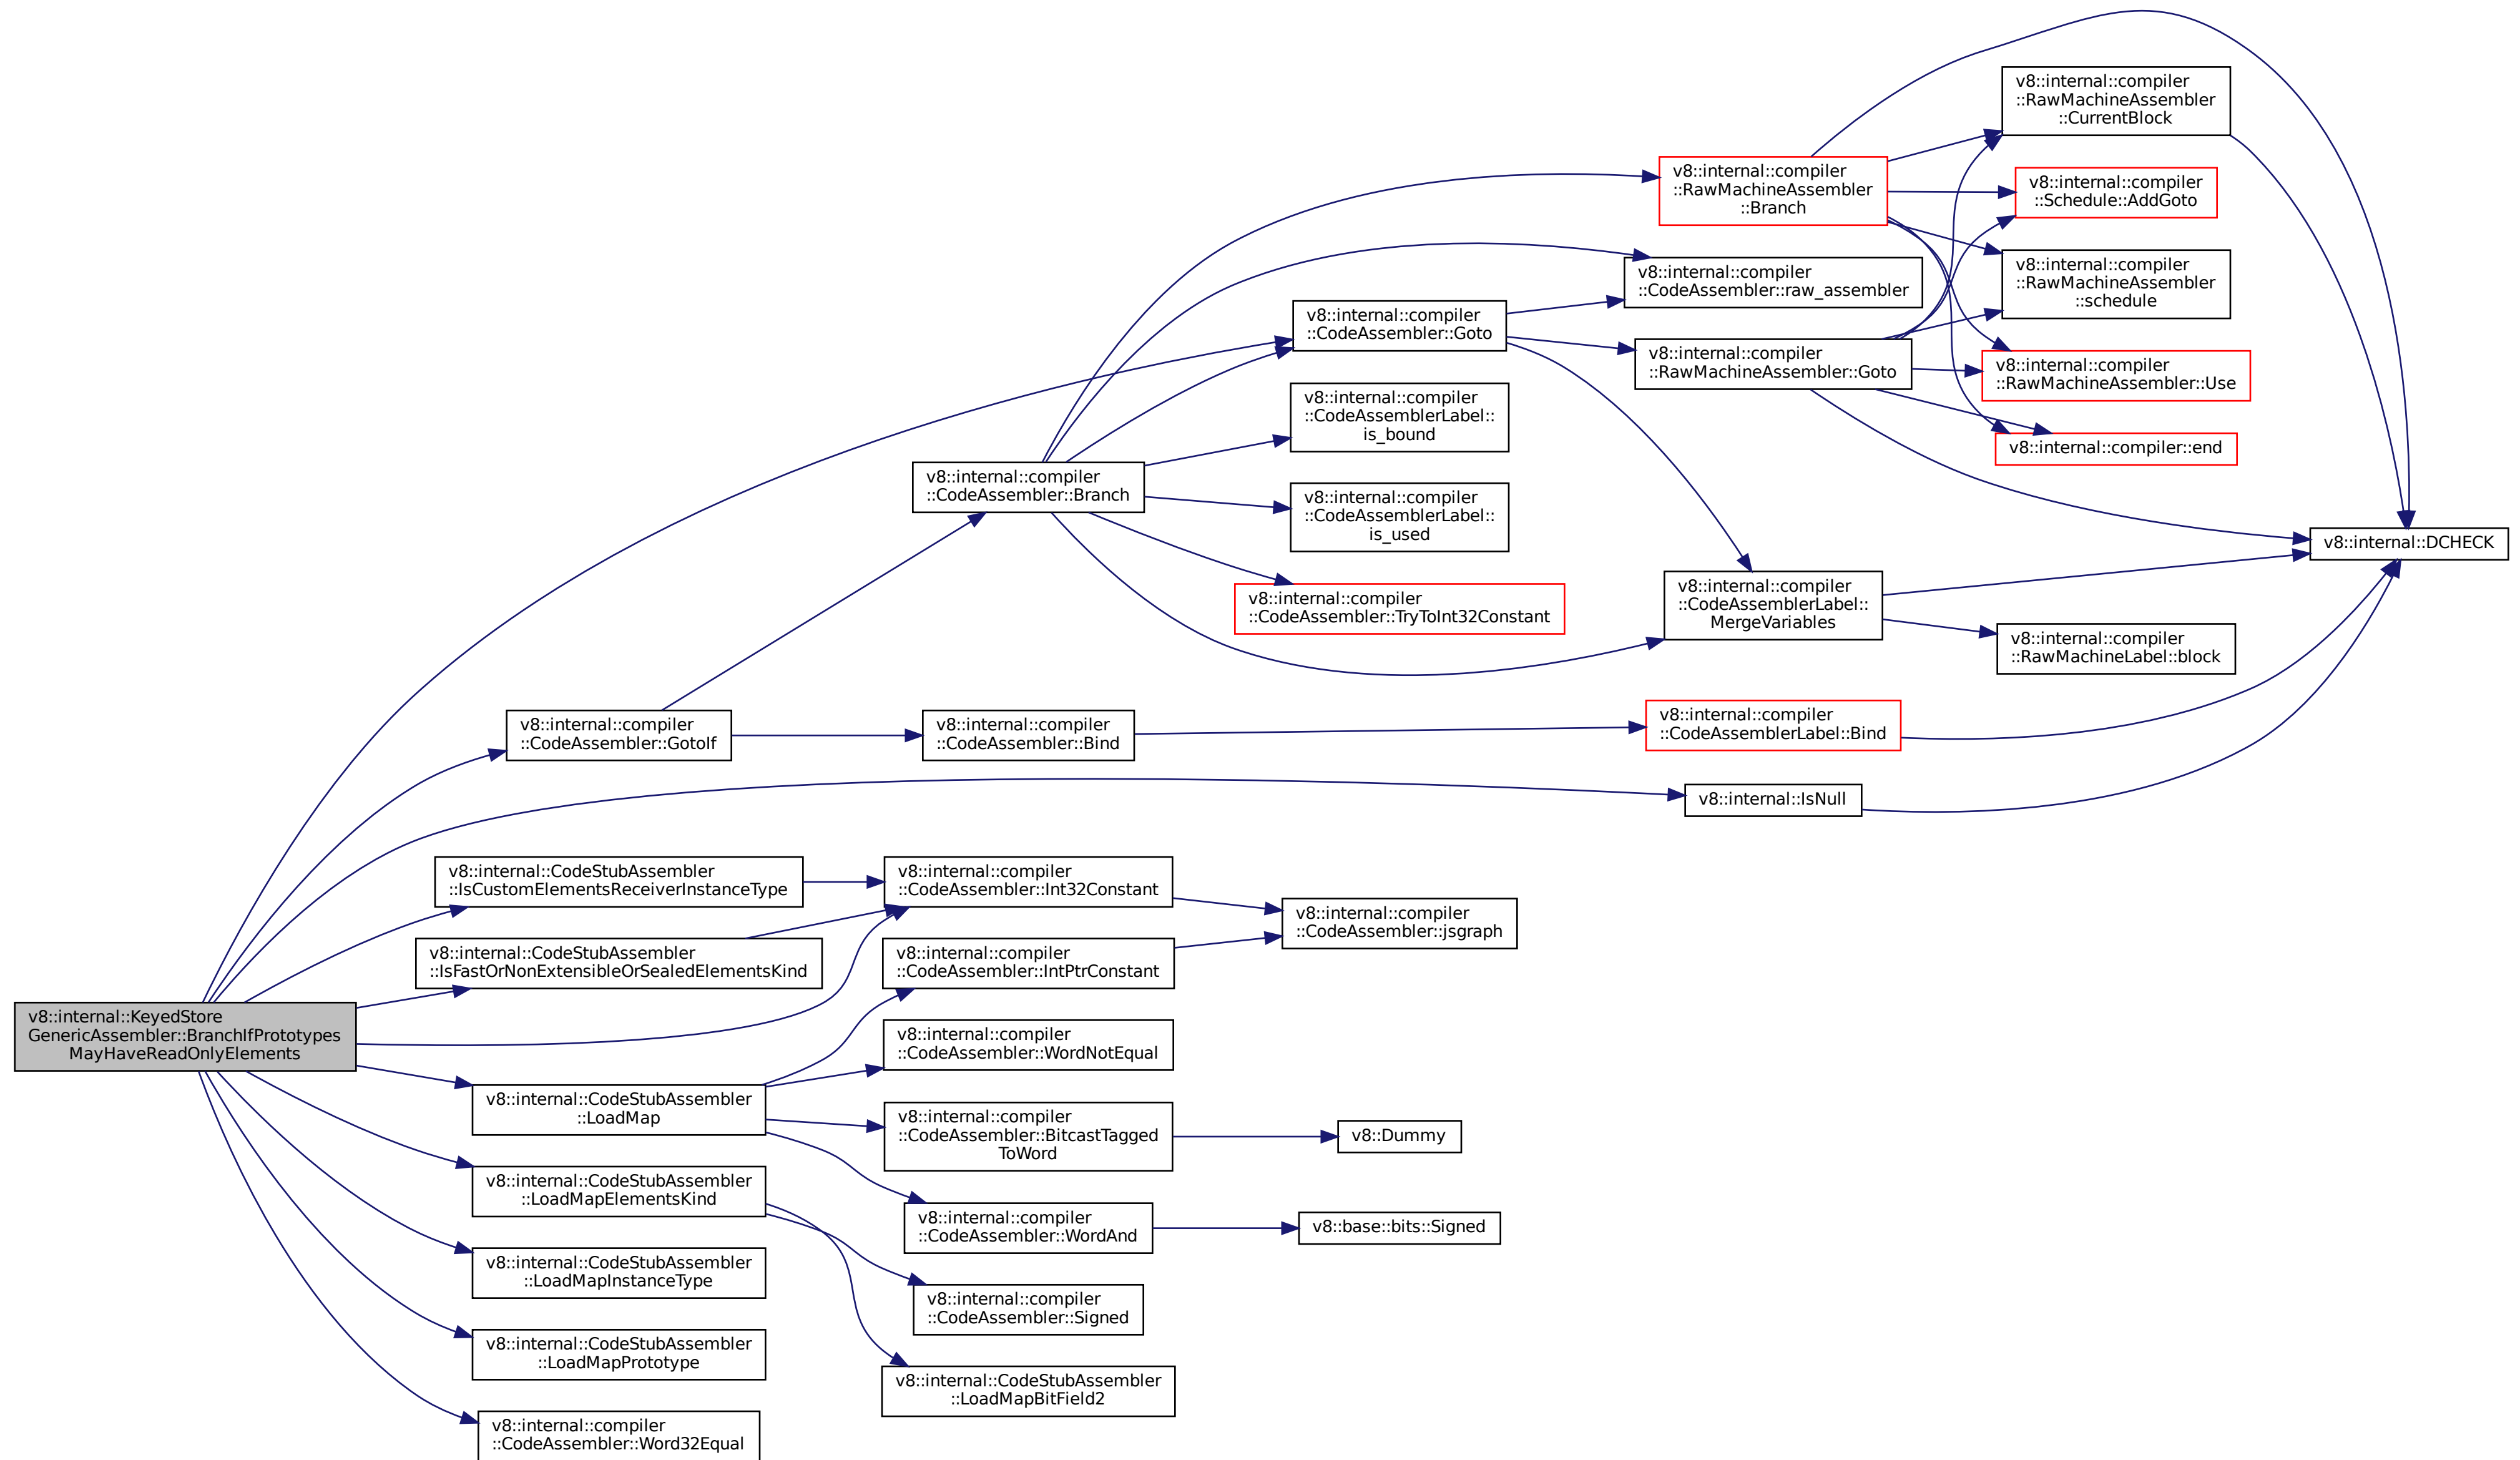 v8::internal::KeyedStore
GenericAssembler::BranchIfPrototypes
MayHaveReadOnlyElements
v8::internal::compiler
::CodeAssembler::GotoIf
v8::internal::CodeStubAssembler
::IsCustomElementsReceiverInstanceType
v8::internal::CodeStubAssembler
::IsFastOrNonExtensibleOrSealedElementsKind
v8::internal::CodeStubAssembler
::LoadMap
v8::internal::CodeStubAssembler
::LoadMapElementsKind
v8::internal::CodeStubAssembler
::LoadMapInstanceType
v8::internal::CodeStubAssembler
::LoadMapPrototype
v8::internal::compiler
::CodeAssembler::Word32Equal
v8::internal::compiler
::CodeAssembler::Branch
v8::internal::compiler
::CodeAssembler::Bind
v8::internal::compiler
::CodeAssembler::Int32Constant
v8::internal::compiler
::CodeAssembler::IntPtrConstant
v8::internal::compiler
::CodeAssembler::WordNotEqual
v8::internal::compiler
::CodeAssembler::BitcastTagged
ToWord
v8::internal::compiler
::CodeAssembler::WordAnd
v8::internal::compiler
::CodeAssembler::Signed
v8::internal::CodeStubAssembler
::LoadMapBitField2
v8::internal::compiler
::CodeAssembler::Goto
v8::internal::compiler
::CodeAssemblerLabel::
is_bound
v8::internal::compiler
::CodeAssemblerLabel::
is_used
v8::internal::compiler
::CodeAssembler::TryToInt32Constant
v8::internal::compiler
::CodeAssembler::jsgraph
v8::Dummy
v8::base::bits::Signed
v8::internal::compiler
::RawMachineAssembler
::Branch
v8::internal::compiler
::CodeAssembler::raw_assembler
v8::internal::compiler
::RawMachineAssembler::Goto
v8::internal::compiler
::CodeAssemblerLabel::
MergeVariables
v8::internal::compiler
::CodeAssemblerLabel::Bind
v8::internal::IsNull
v8::internal::compiler
::RawMachineAssembler
::CurrentBlock
v8::internal::compiler
::Schedule::AddGoto
v8::internal::compiler
::RawMachineAssembler
::schedule
v8::internal::compiler
::RawMachineAssembler::Use
v8::internal::compiler::end
v8::internal::compiler
::RawMachineLabel::block
v8::internal::DCHECK